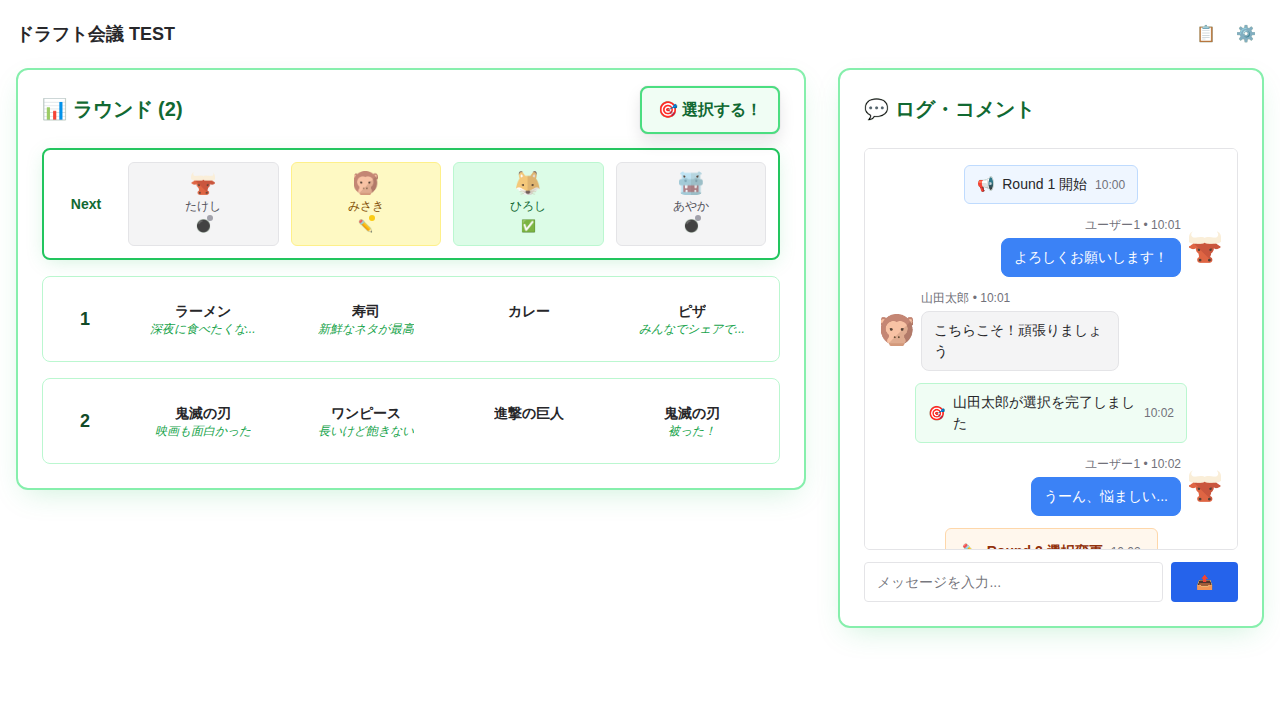 ドラフト会議 TEST
📋 ⚙️
📊 ラウンド (2)
🎯 選択する！
Next
たけし
みさき
ひろし
あやか
1
ラーメン
深夜に食べたくな...
寿司
新鮮なネタが最高
カレー
ピザ
みんなでシェアで...
2
鬼滅の刃
映画も面白かった
ワンピース
長いけど飽きない
進撃の巨人
鬼滅の刃
被った！
💬 ログ・コメント
📢 Round 1 開始 10:00
ユーザー1 • 10:01
よろしくお願いします！
山田太郎 • 10:01
こちらこそ！頑張りましょ
う
🎯 山田太郎が選択を完了しまし
た
10:02
ユーザー1 • 10:02
うーん、悩ましい...
メッセージを入力...